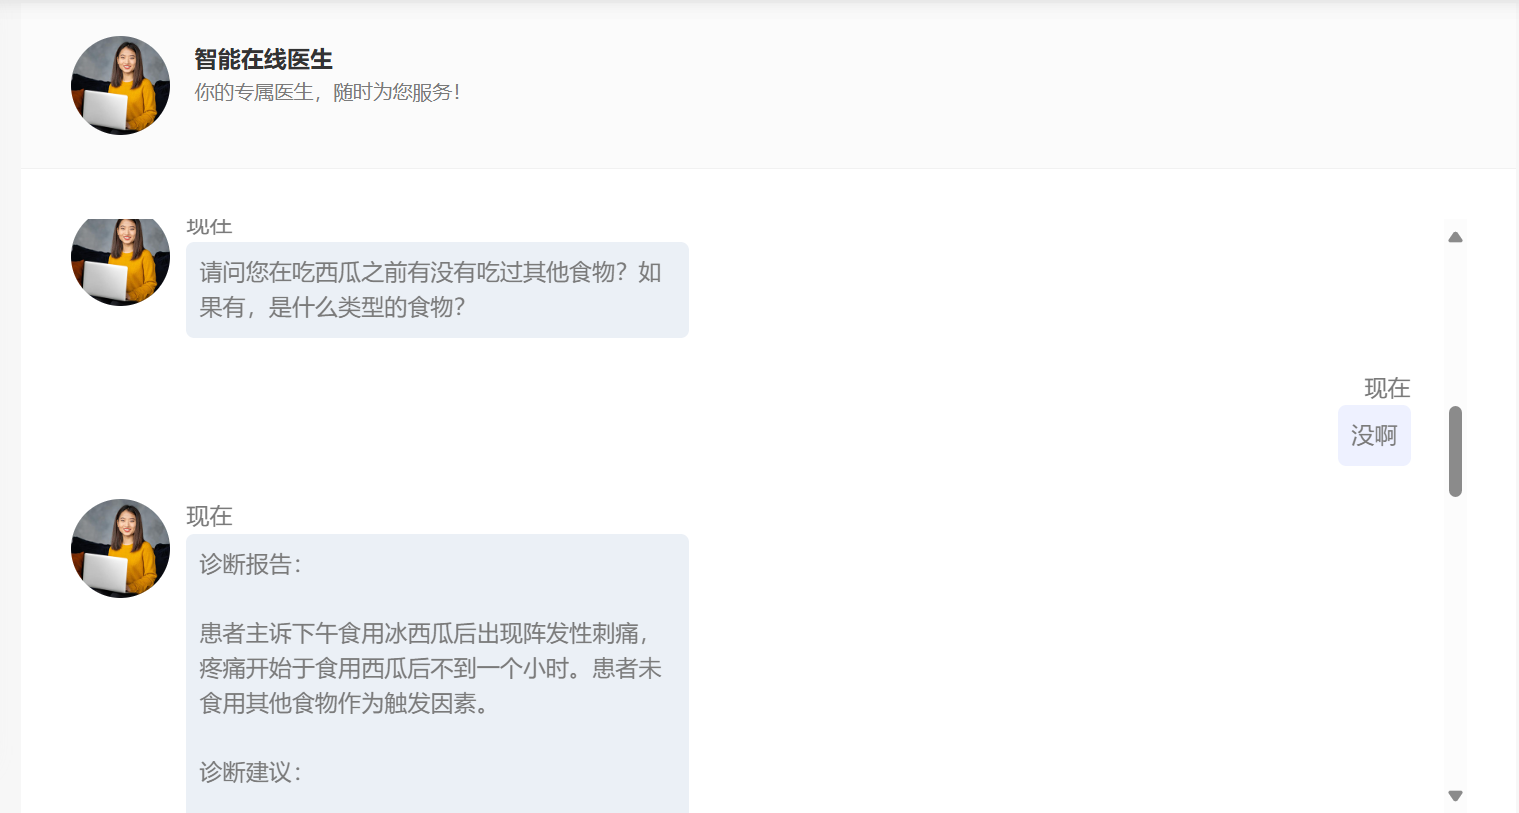 智能在线医生
你的专属医生，随时为您服务！
现在
请问您在吃西瓜之前有没有吃过其他食物？如
果有，是什么类型的食物？
现在
没啊
现在
诊断报告：
患者主诉下午食用冰西瓜后出现阵发性刺痛，
疼痛开始于食用西瓜后不到一个小时。患者未
食用其他食物作为触发因素。
诊断建议：